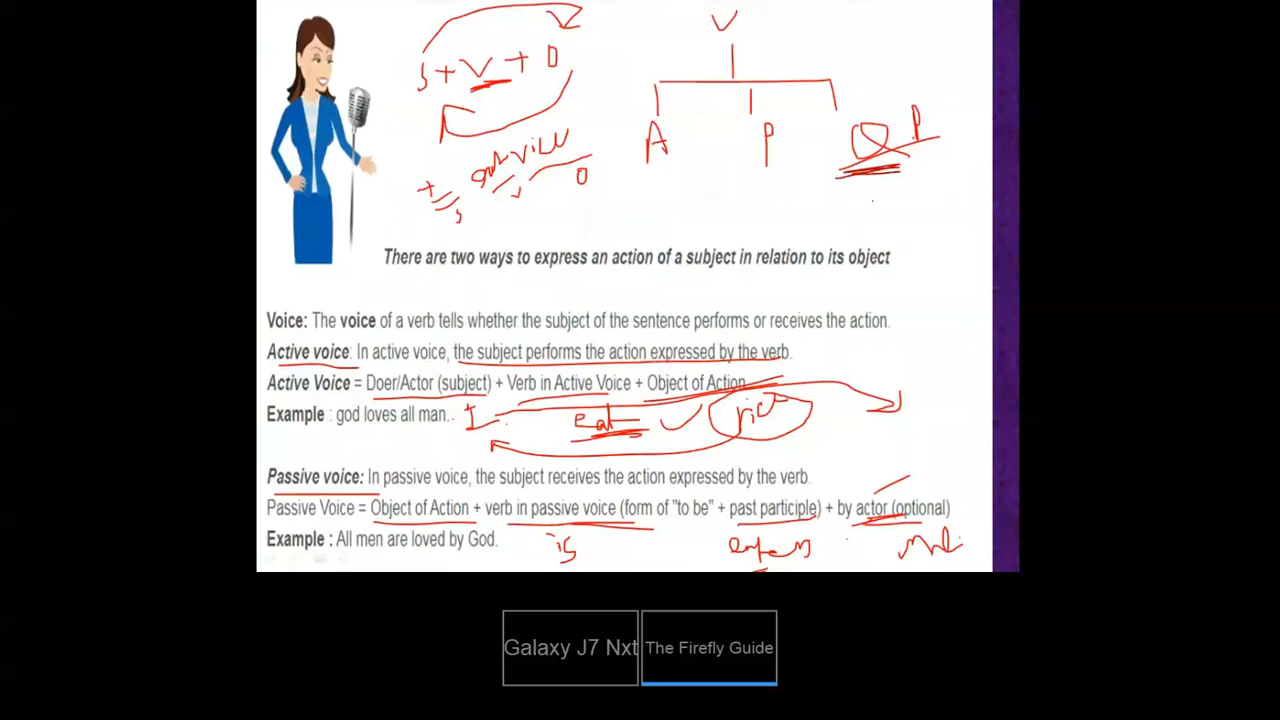 V
S + V + O
A P QP
O
There are two ways to express an action of a subject in relation to its object
Voice: The voice of a verb tells whether the subject of the sentence performs or receives the action.
Active voice: In active voice, the subject performs the action expressed by the verb.
Active Voice = Doer/Actor (subject) + Verb in Active Voice + Object of Action
Example : god loves all man. I eat rice
Passive voice: In passive voice, the subject receives the action expressed by the verb.
Passive Voice = Object of Action + verb in passive voice (form of "to be" + past participle) + by actor (optional)
Example : All men are loved by God. is
Galaxy J7 Nxt The Firefly Guide